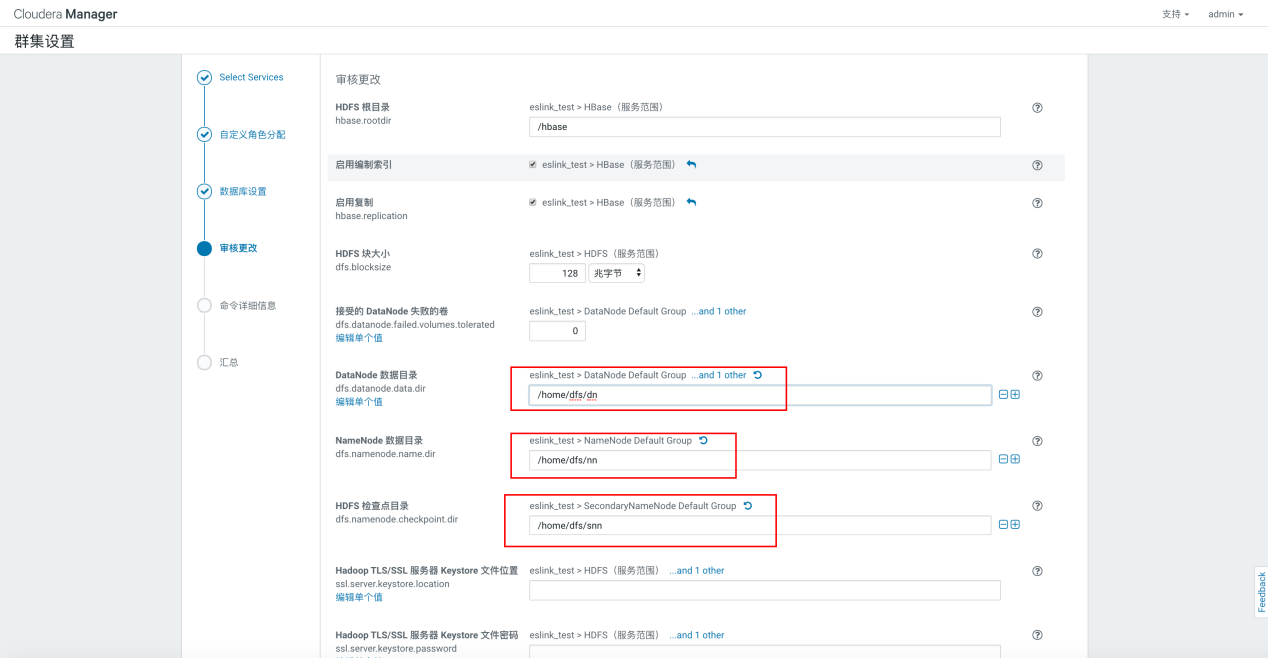 Cloudera Manager
支持
admin
群集设置
Select Services
自定义角色分配
数据库设置
审核更改
命令详细信息
汇总
审核更改
HDFS 根目录
hbase.rootdir
eslink_test > HBase（服务范围）
/hbase
启用编制索引
eslink_test > HBase（服务范围）
启用复制
hbase.replication
eslink_test > HBase（服务范围）
HDFS 块大小
dfs.blocksize
eslink_test > HDFS（服务范围）
128
兆字节
接受的 DataNode 失败的卷
dfs.datanode.failed.volumes.tolerated
编辑单个值
eslink_test > DataNode Default Group ...and 1 other
0
DataNode 数据目录
dfs.datanode.data.dir
编辑单个值
eslink_test > DataNode Default Group ...and 1 other
/home/dfs/dn
NameNode 数据目录
dfs.namenode.name.dir
eslink_test > NameNode Default Group
/home/dfs/nn
HDFS 检查点目录
dfs.namenode.checkpoint.dir
eslink_test > SecondaryNameNode Default Group
/home/dfs/snn
Hadoop TLS/SSL 服务器 Keystore 文件位置
ssl.server.keystore.location
编辑单个值
eslink_test > HDFS（服务范围） ...and 1 other
Hadoop TLS/SSL 服务器 Keystore 文件密码
ssl.server.keystore.password
eslink_test > HDFS（服务范围） ...and 1 other
Feedback